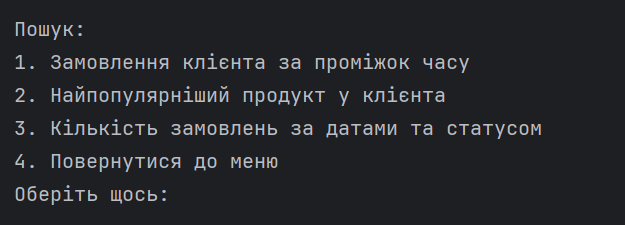 Пошук:
1. Замовлення клієнта за проміжок часу
2. Найпопулярніший продукт у клієнта
3. Кількість замовлень за датами та статусом
4. Повернутися до меню
Оберіть щось: